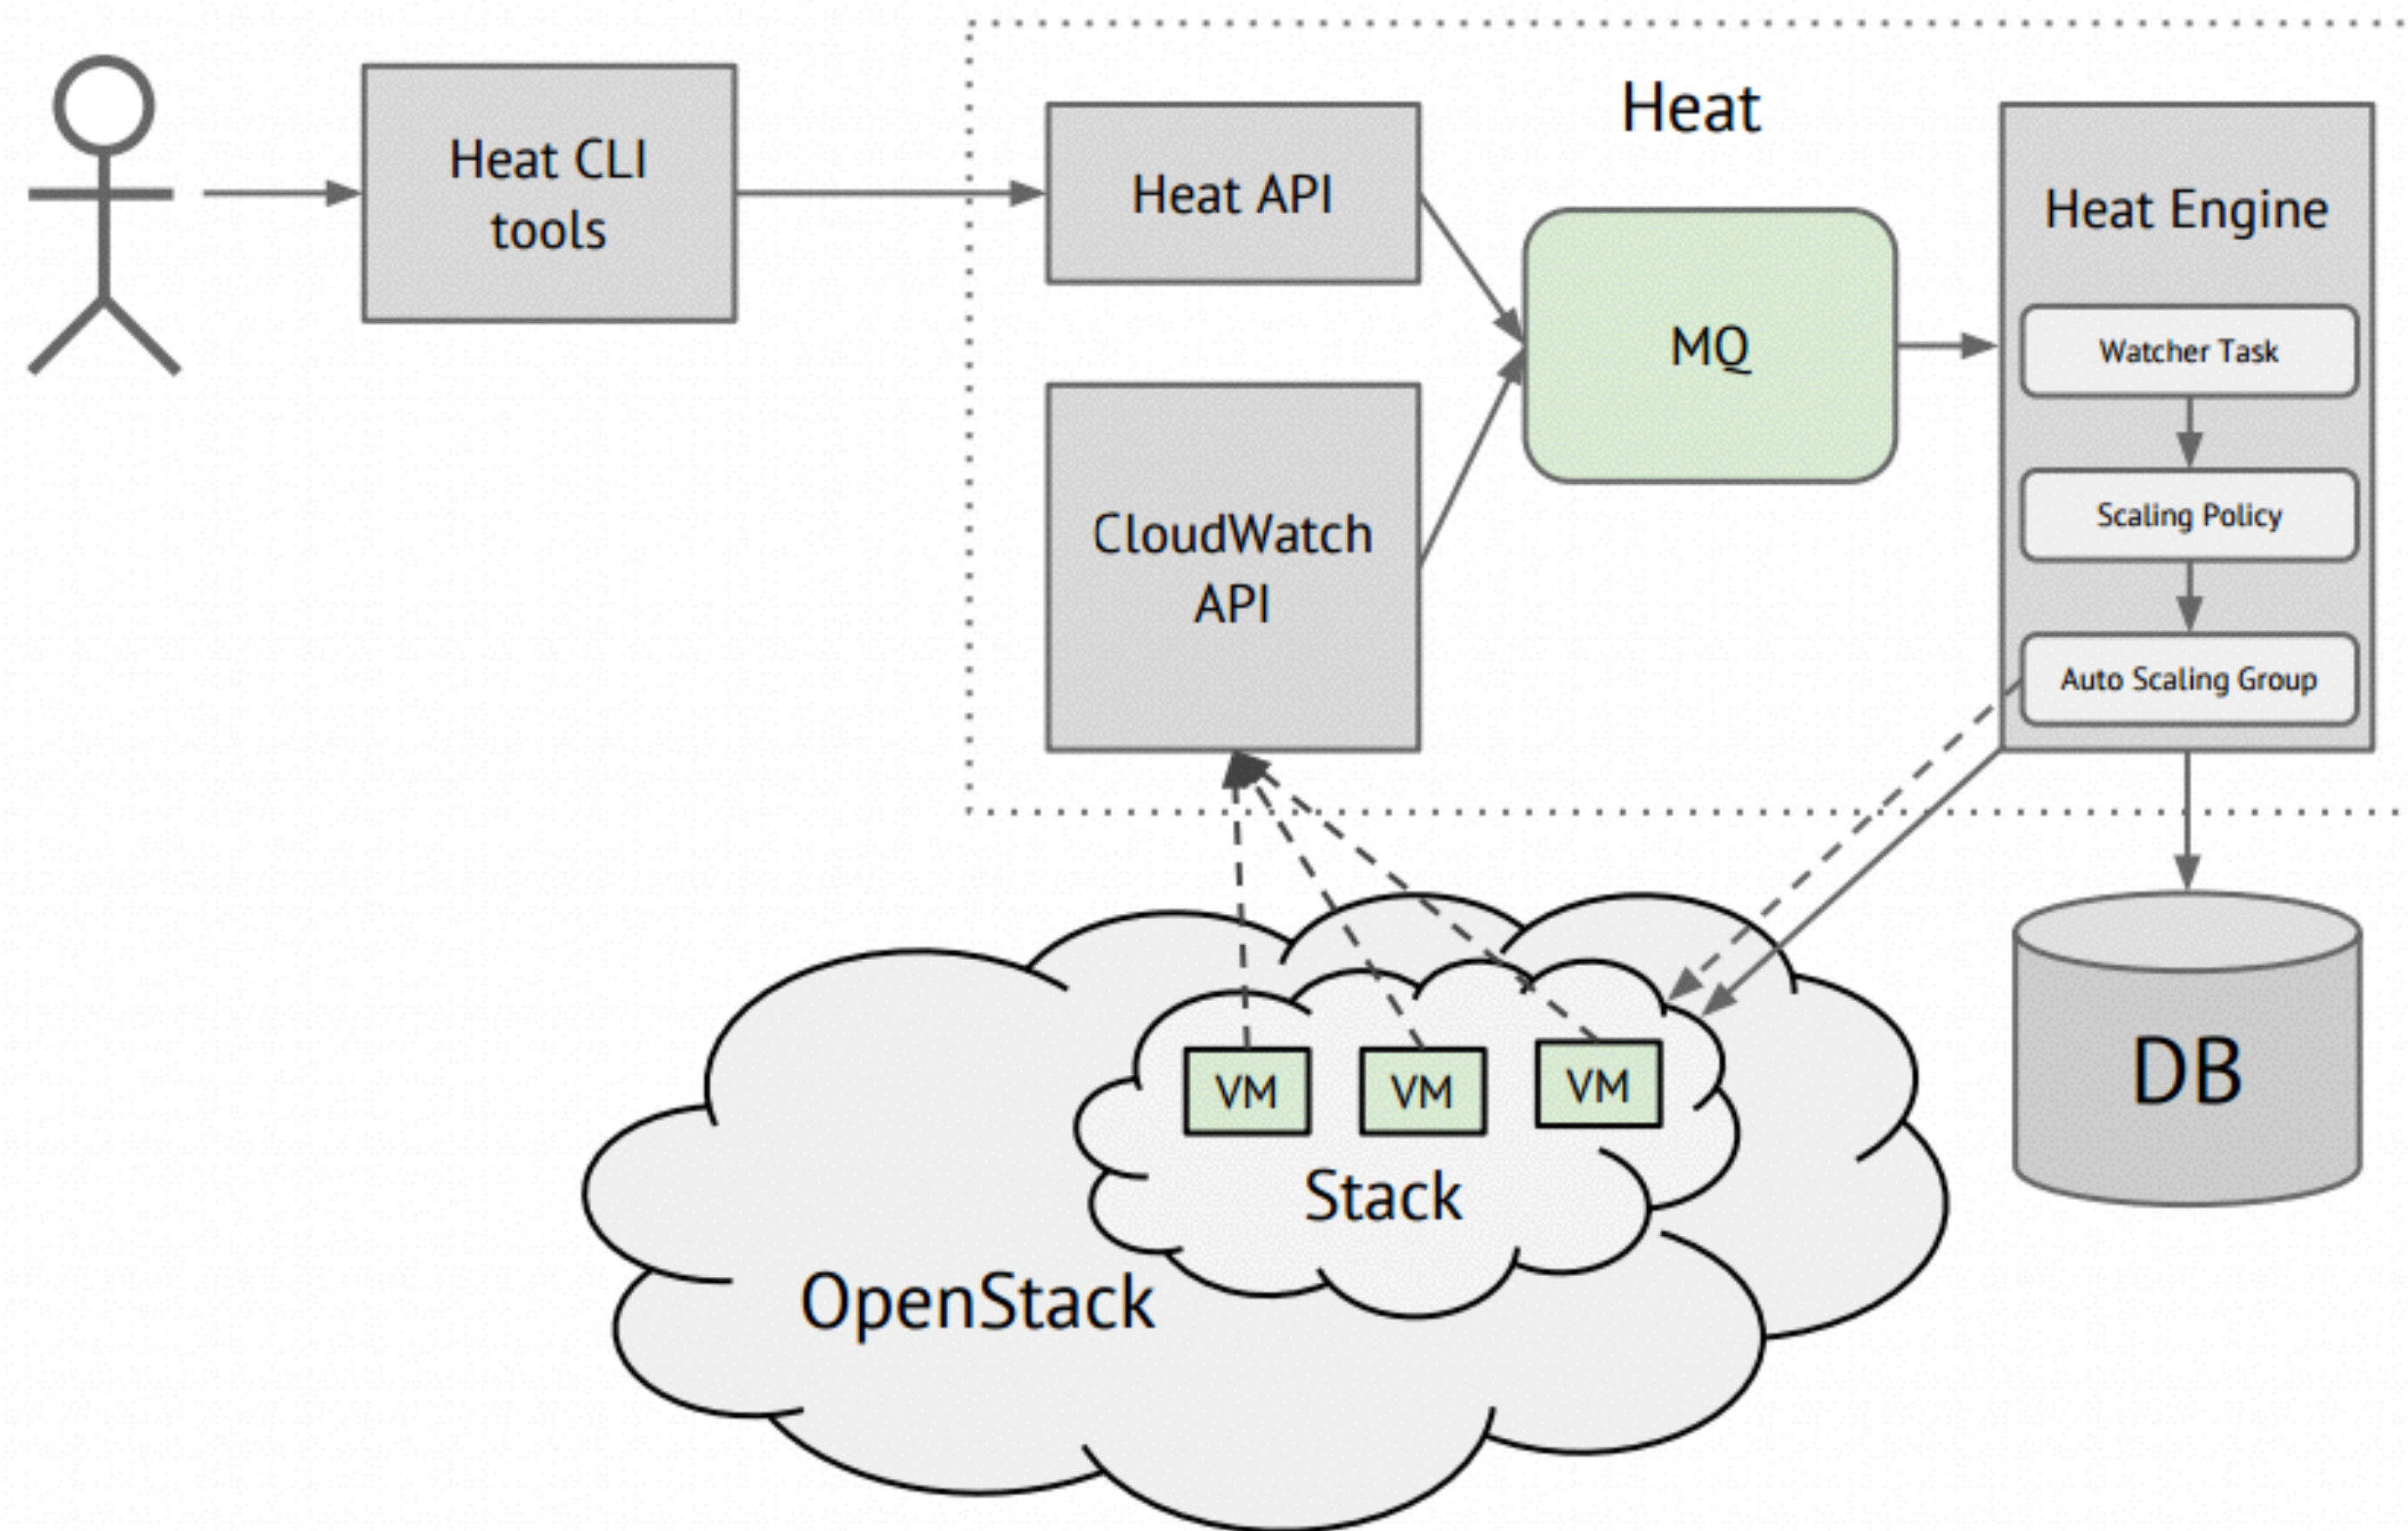 Heat CLI
tools
Heat
Heat API
CloudWatch
API
MQ
Heat Engine
Watcher Task
Scaling Policy
Auto Scaling Group
VM
VM
VM
Stack
OpenStack
DB